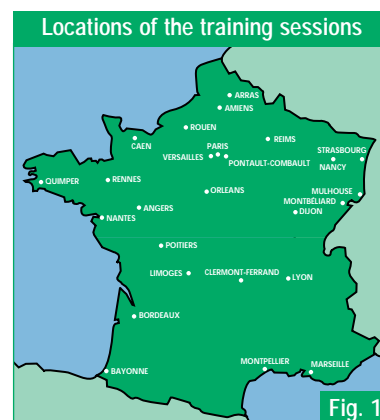 Locations of the training sessions
ARRAS
AMIENS
ROUEN
REIMS
CAEN
PARIS
STRASBOURG
VERSAILLES
PONTAULT-COMBAULT
NANCY
QUIMPER
RENNES
ORLEANS
MULHOUSE
MONTBÉLIARD
ANGERS
DIJON
NANTES
POITIERS
LIMOGES
CLERMONT-FERRAND
LYON
BORDEAUX
MONTPELLIER
MARSEILLE
BAYONNE
Fig. 1